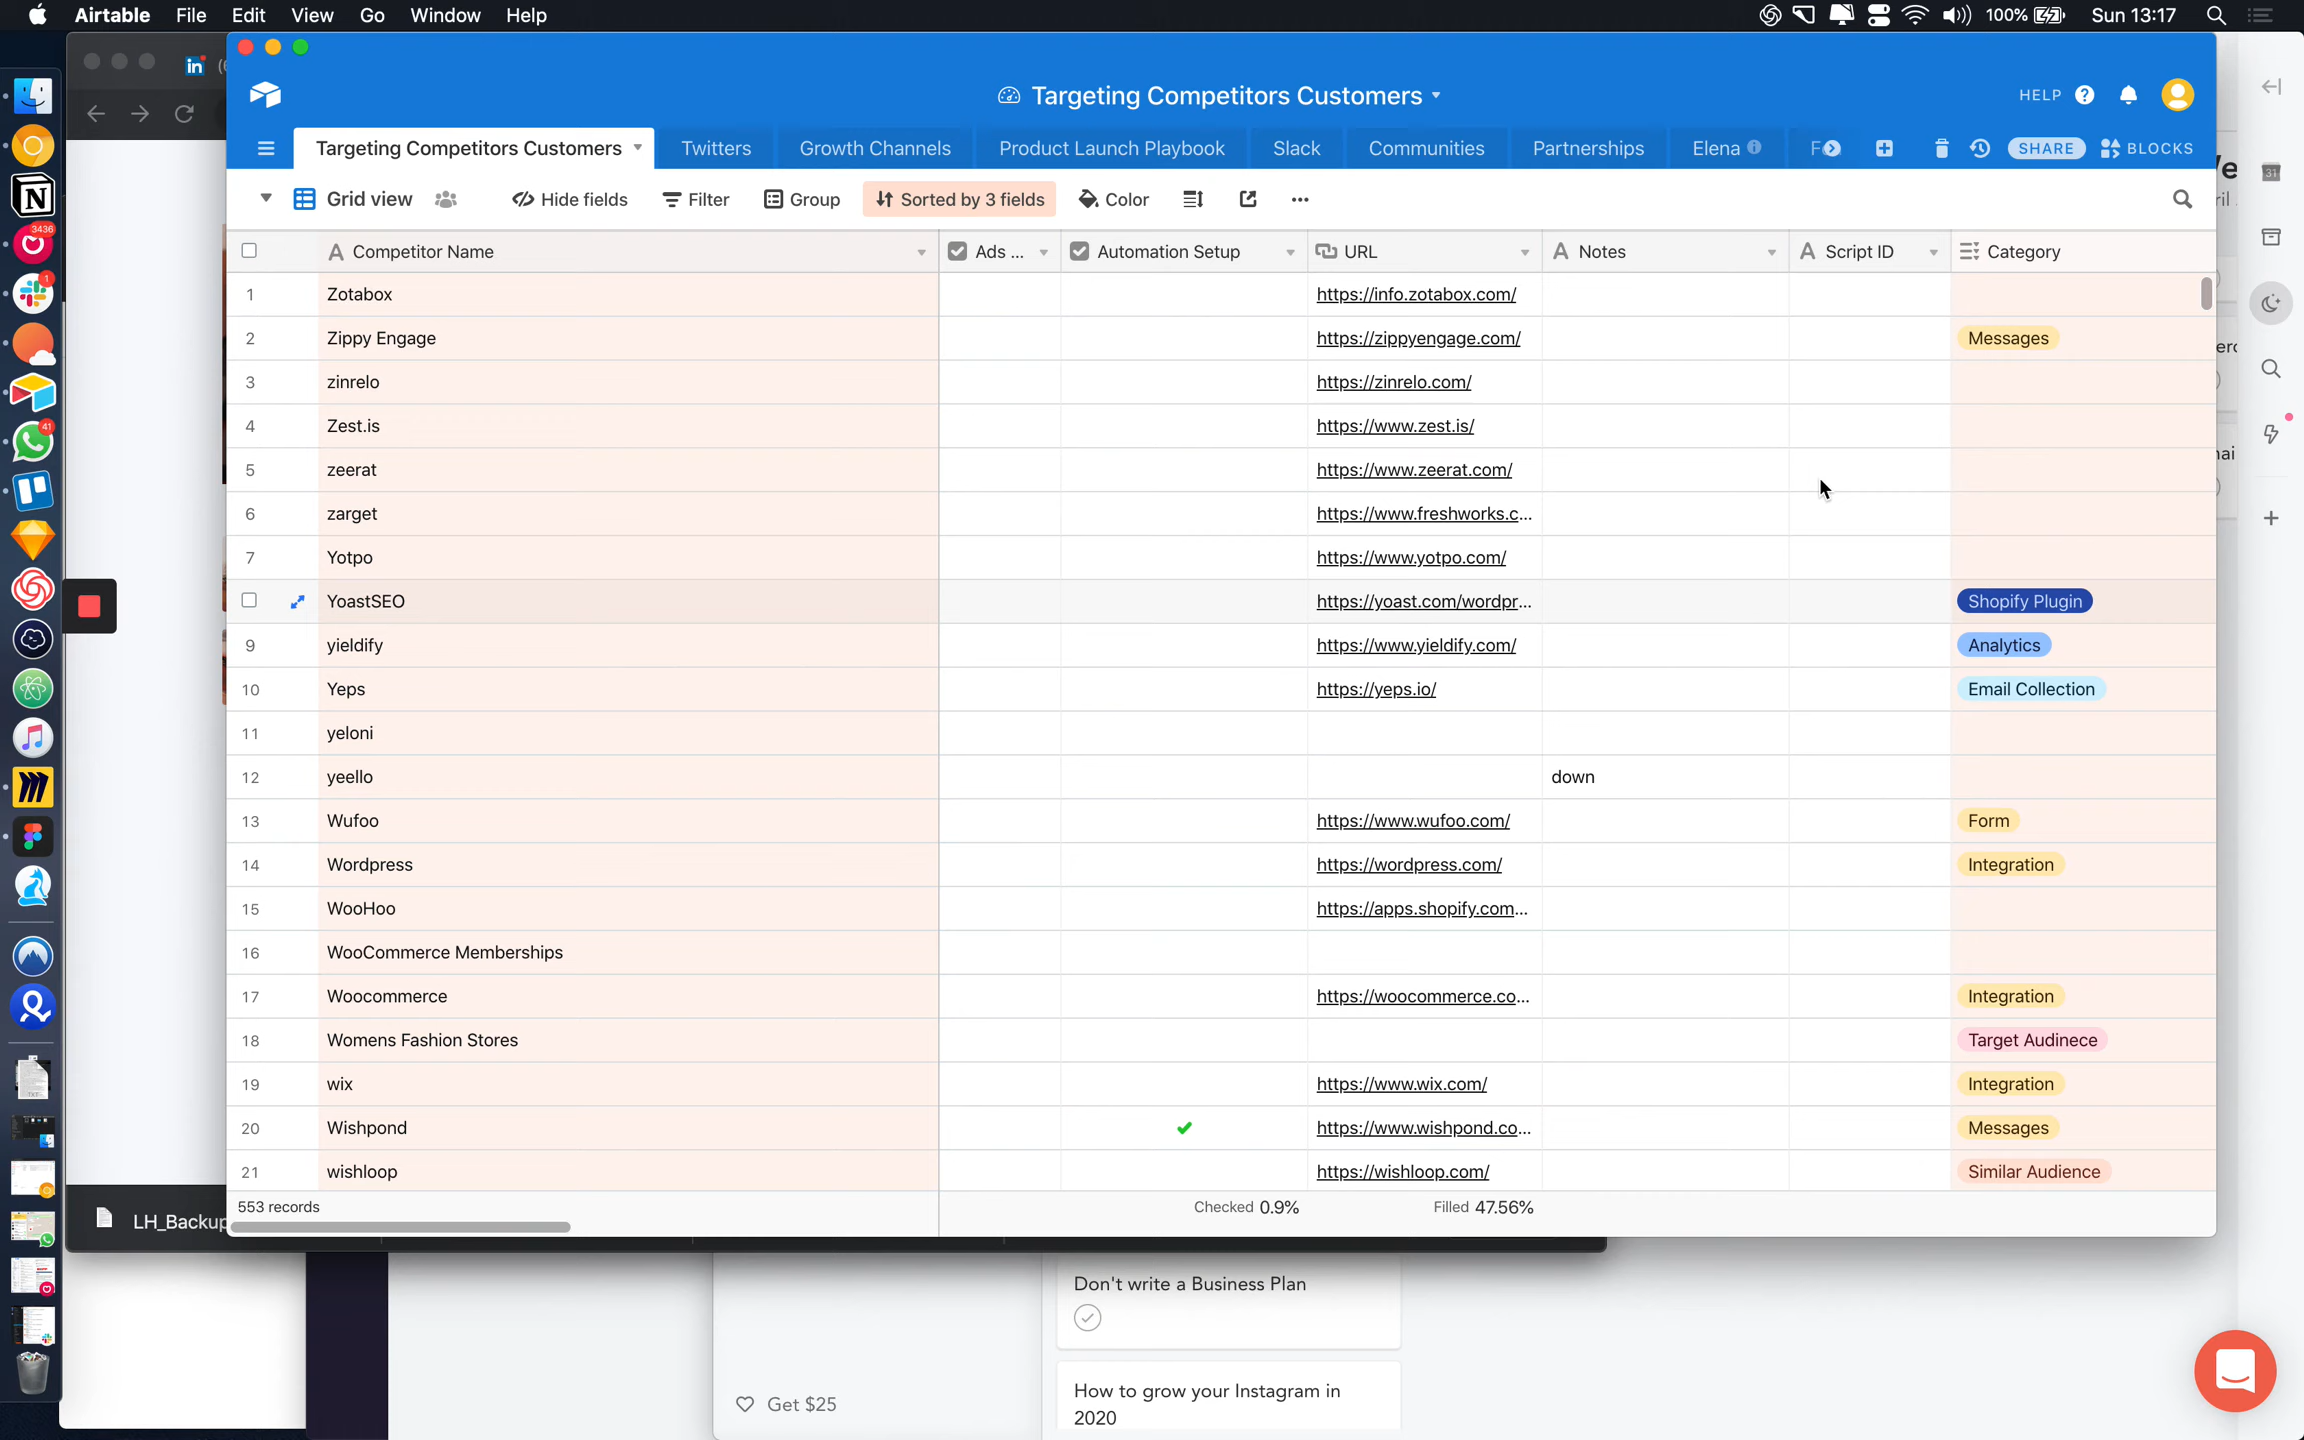 Airtable File Edit View Go Window Help
100% Sun 13:17
Targeting Competitors Customers
HELP
Targeting Competitors Customers Twitters Growth Channels Product Launch Playbook Slack Communities Partnerships Elena SHARE BLOCKS
Grid view Hide fields Filter Group Sorted by 3 fields Color
Competitor Name Ads ... Automation Setup URL Notes Script ID Category
1 Zotabox https://info.zotabox.com/
2 Zippy Engage https://zippyengage.com/ Messages
3 zinrelo https://zinrelo.com/
4 Zest.is https://www.zest.is/
5 zeerat https://www.zeerat.com/
6 zarget https://www.freshworks.c...
7 Yotpo https://www.yotpo.com/
YoastSEO https://yoast.com/wordpr... Shopify Plugin
9 yieldify https://www.yieldify.com/ Analytics
10 Yeps https://yeps.io/ Email Collection
11 yeloni
12 yeello down
13 Wufoo https://www.wufoo.com/ Form
14 Wordpress https://wordpress.com/ Integration
15 WooHoo https://apps.shopify.com...
16 WooCommerce Memberships
17 Woocommerce https://woocommerce.co... Integration
18 Womens Fashion Stores Target Audinece
19 wix https://www.wix.com/ Integration
20 Wishpond https://www.wishpond.co... Messages
21 wishloop https://wishloop.com/ Similar Audience
553 records Checked 0.9% Filled 47.56%
LH_Backup
Don't write a Business Plan
How to grow your Instagram in
2020
Get $25
3436
1
41
31